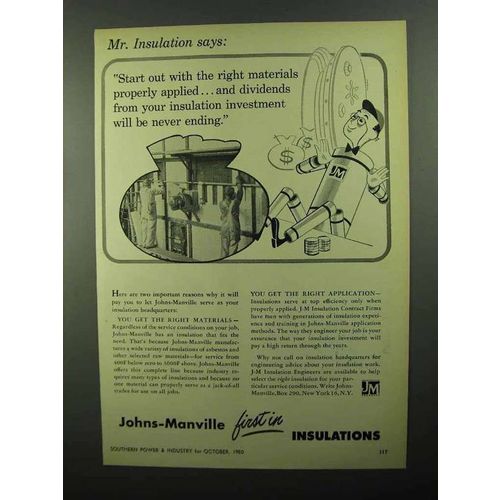 Mr. Insulation says:
"Start out with the right materials
properly applied...and dividends
from your insulation investment
will be never ending."
$
$
JM
HERE are two important reasons why it will
pay you to let Johns-Manville serve as your
insulation headquarters:
YOU GET THE RIGHT MATERIALS—
Regardless of the service conditions on your job,
Johns-Manville has an insulation that fits the
need. That's because Johns-Manville manufac-
tures a wide variety of insulations of asbestos and
other selected raw materials—for service from
400F below zero to 3000F above. Johns-Manville
offers this complete line because industry re-
quires many types of insulations and because no
one material can properly serve as a jack-of-all
trades for use on all jobs.
YOU GET THE RIGHT APPLICATION—
Insulations serve at top efficiency only when
properly applied. J-M Insulation Contract Firms
have men with generations of insulation experi-
ence and training in Johns-Manville application
methods. The way they engineer your job is your
assurance that your insulation investment will
pay a high return through the years.
Why not call on insulation headquarters for
engineering advice about your insulation work.
J-M Insulation Engineers are available to help
select the right insulation for your par-
ticular service conditions. Write Johns-
Manville, Box 290, New York 16, N.Y.
JM
Johns-Manville first in INSULATIONS
SOUTHERN POWER & INDUSTRY for OCTOBER, 1950
117